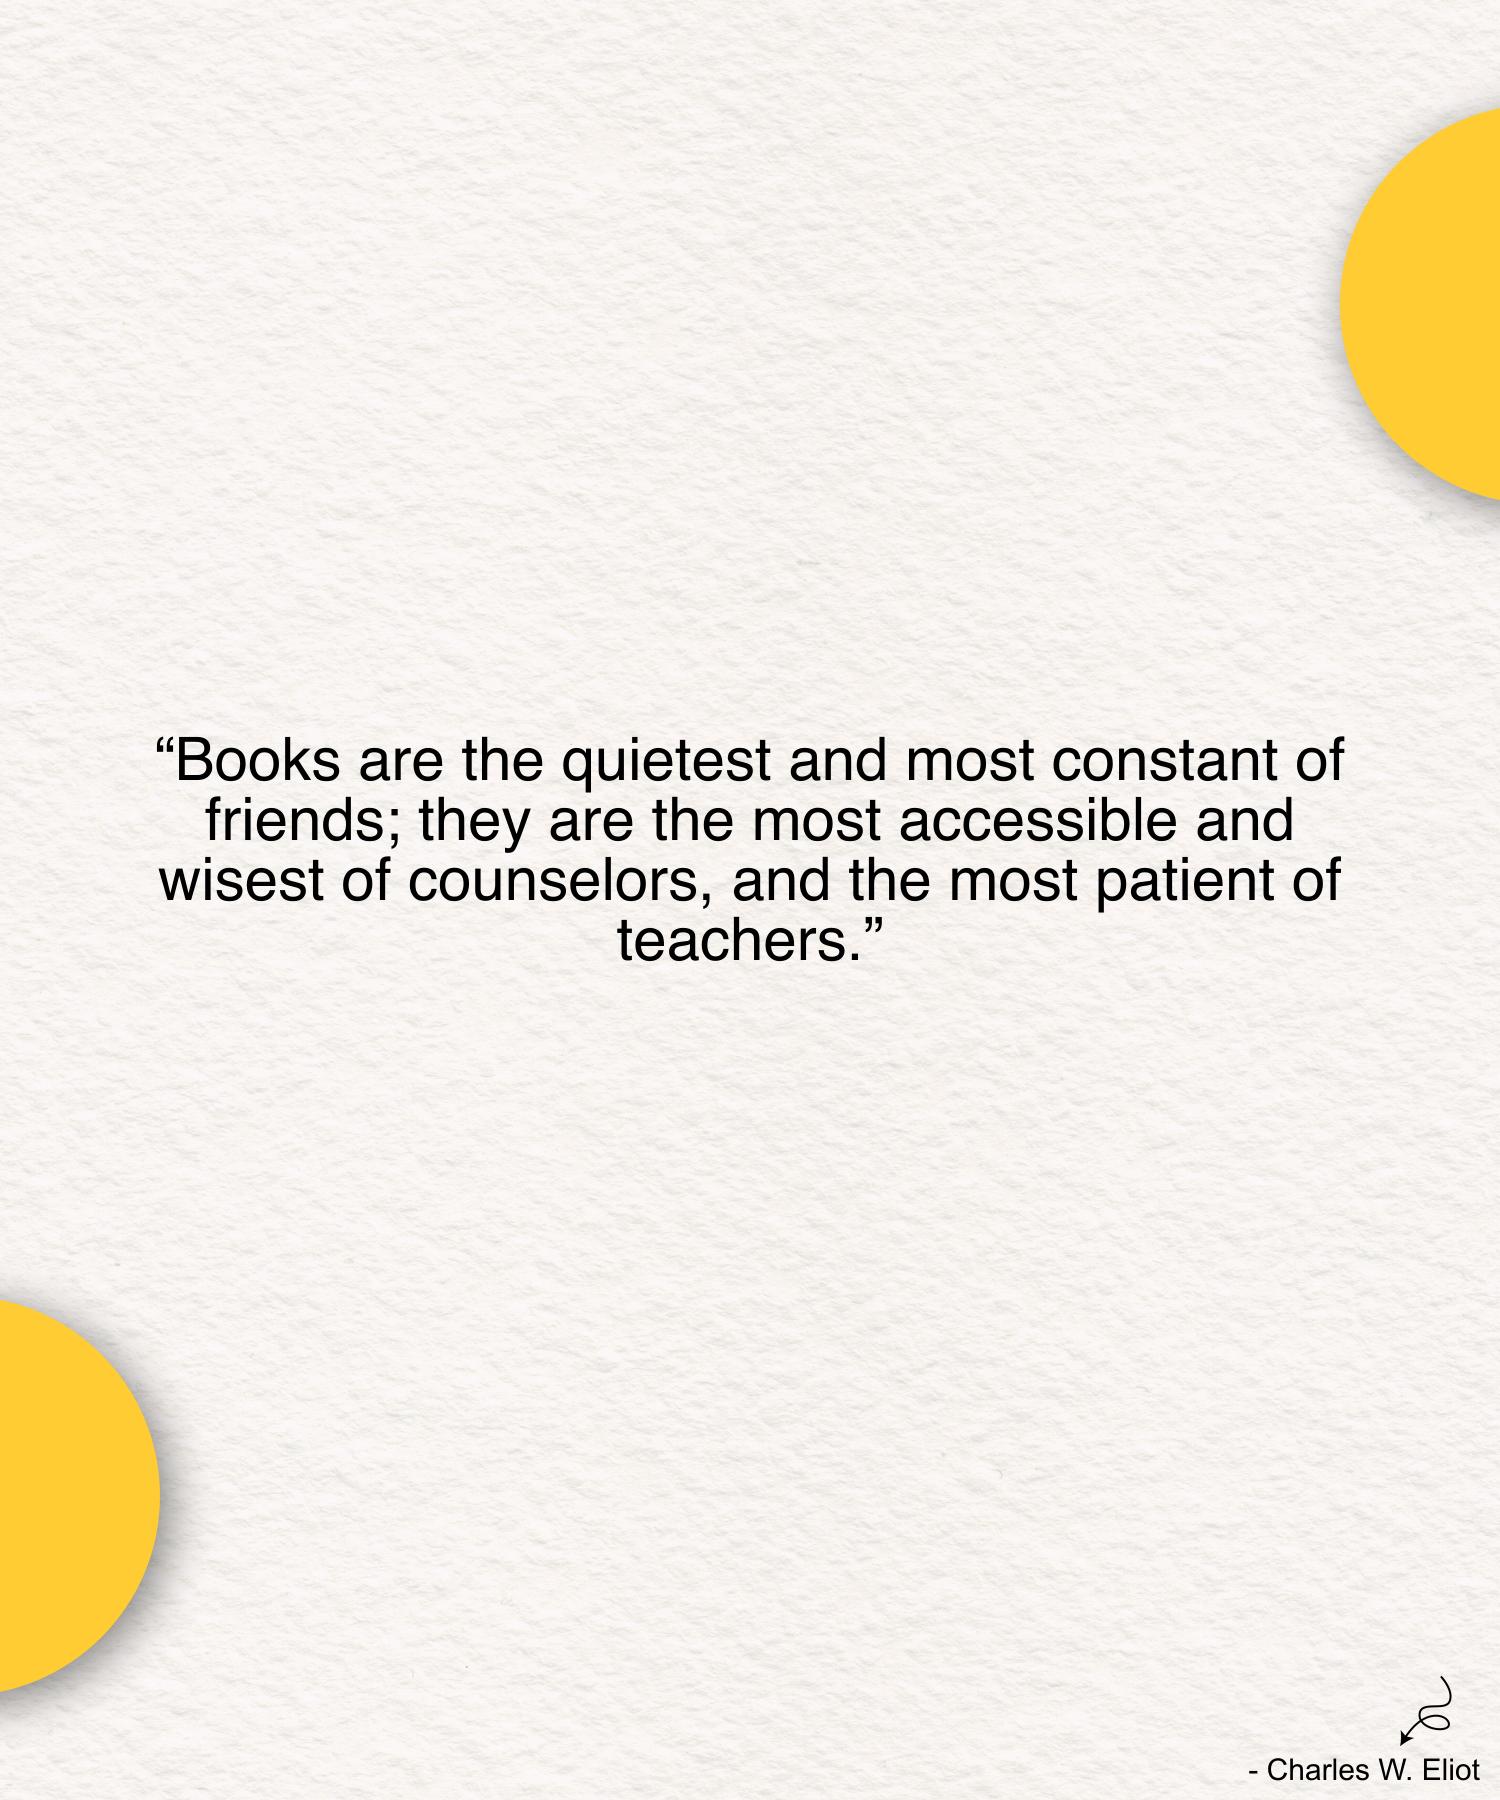 “Books are the quietest and most constant of
friends; they are the most accessible and
wisest of counselors, and the most patient of
teachers.”
- Charles W. Eliot